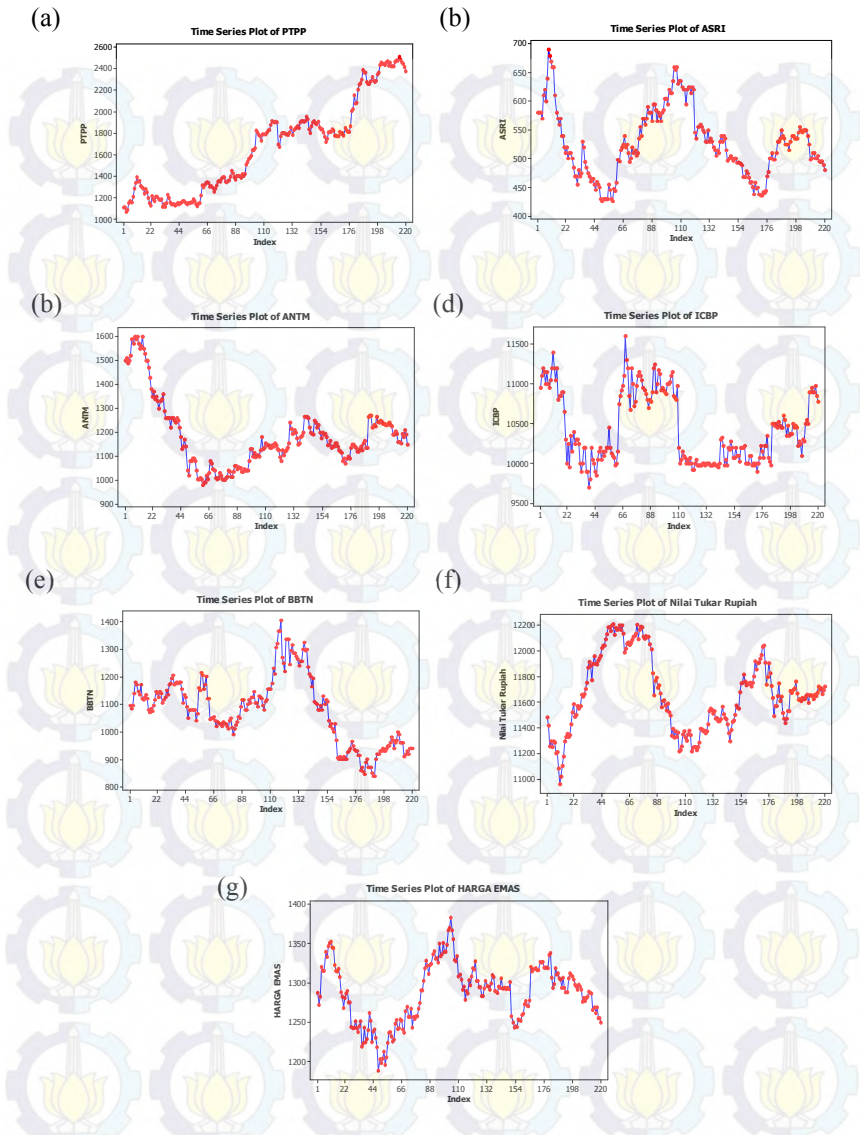 (a)
Time Series Plot of PTPP
2600
2400
2200
2000
1800
1600
1400
1200
1000
PTPP
1 22 44 66 88 110 132 154 176 198 220
Index
(b)
Time Series Plot of ASRI
700
650
600
550
500
450
400
ASRI
1 22 44 66 88 110 132 154 176 198 220
Index
(b)
Time Series Plot of ANTM
1600
1500
1400
1300
1200
1100
1000
900
ANTM
1 22 44 66 88 110 132 154 176 198 220
Index
(d)
Time Series Plot of ICBP
11500
11000
10500
10000
9500
ICBP
1 22 44 66 88 110 132 154 176 198 220
Index
(e)
Time Series Plot of BBTN
1400
1300
1200
1100
1000
900
800
BBTN
1 22 44 66 88 110 132 154 176 198 220
Index
(f)
Time Series Plot of Nilai Tukar Rupiah
12200
12000
11800
11600
11400
11200
11000
Nilai Tukar Rupiah
1 22 44 66 88 110 132 154 176 198 220
Index
(g)
Time Series Plot of HARGA EMAS
1400
1350
1300
1250
1200
HARGA EMAS
1 22 44 66 88 110 132 154 176 198 220
Index